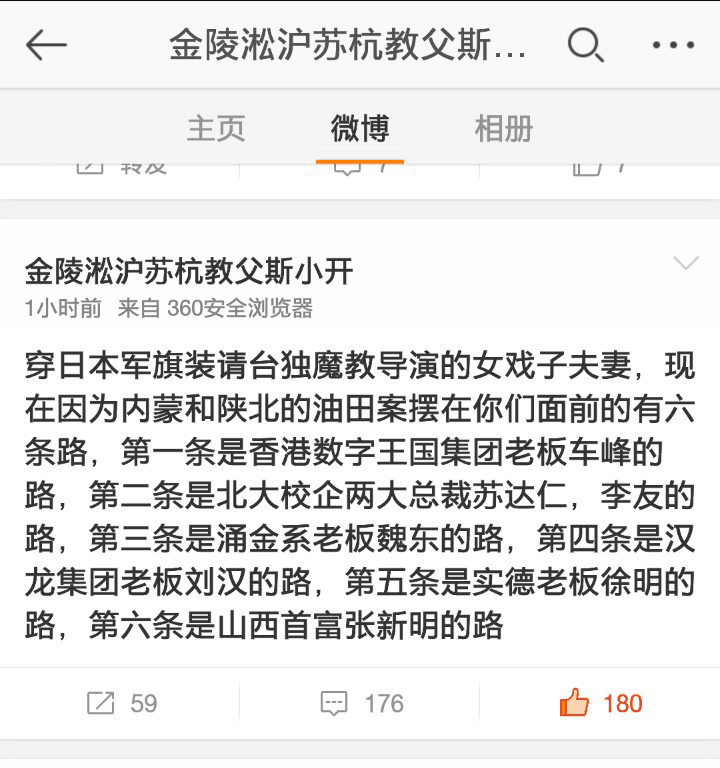 金陵淞沪苏杭教父斯...
主页 微博 相册
转发 7 7
金陵淞沪苏杭教父斯小开
1小时前 来自 360安全浏览器
穿日本军旗装请台独魔教导演的女戏子夫妻，现
在因为内蒙和陕北的油田案摆在你们面前的有六
条路，第一条是香港数字王国集团老板车峰的
路，第二条是北大校企两大总裁苏达仁，李友的
路，第三条是涌金系老板魏东的路，第四条是汉
龙集团老板刘汉的路，第五条是实德老板徐明的
路，第六条是山西首富张新明的路
59 176 180